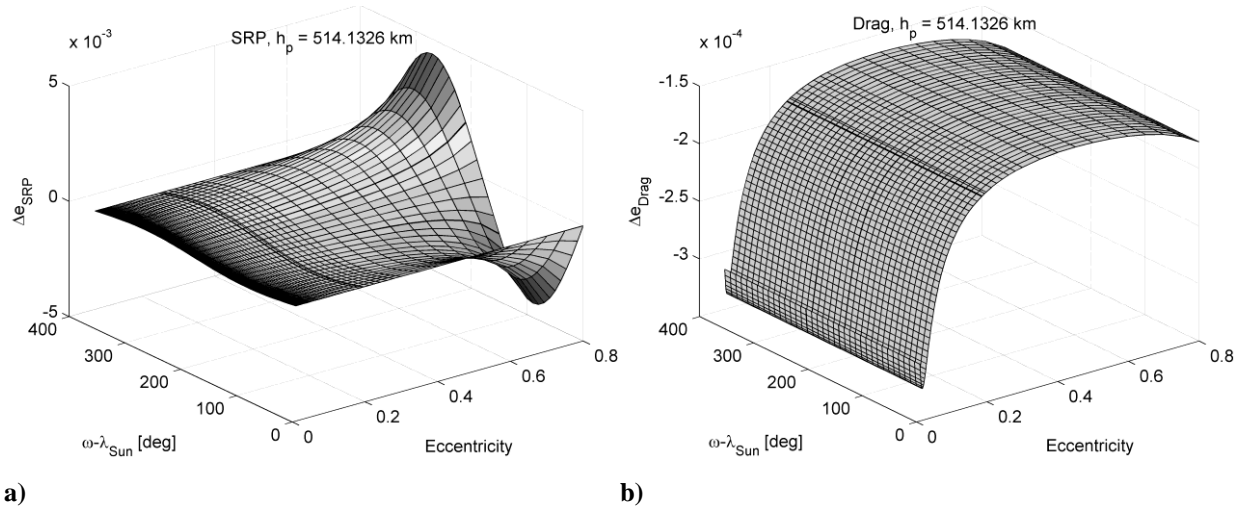 x 10⁻³
SRP, hₚ = 514.1326 km
5
0
-5
Δe_SRP
400
300
200
100
0
ω-λ_Sun [deg]
0
0.2
0.4
0.6
0.8
Eccentricity
a)
x 10⁻⁴
Drag, hₚ = 514.1326 km
-1.5
-2
-2.5
-3
Δe_Drag
400
300
200
100
0
ω-λ_Sun [deg]
0
0.2
0.4
0.6
0.8
Eccentricity
b)